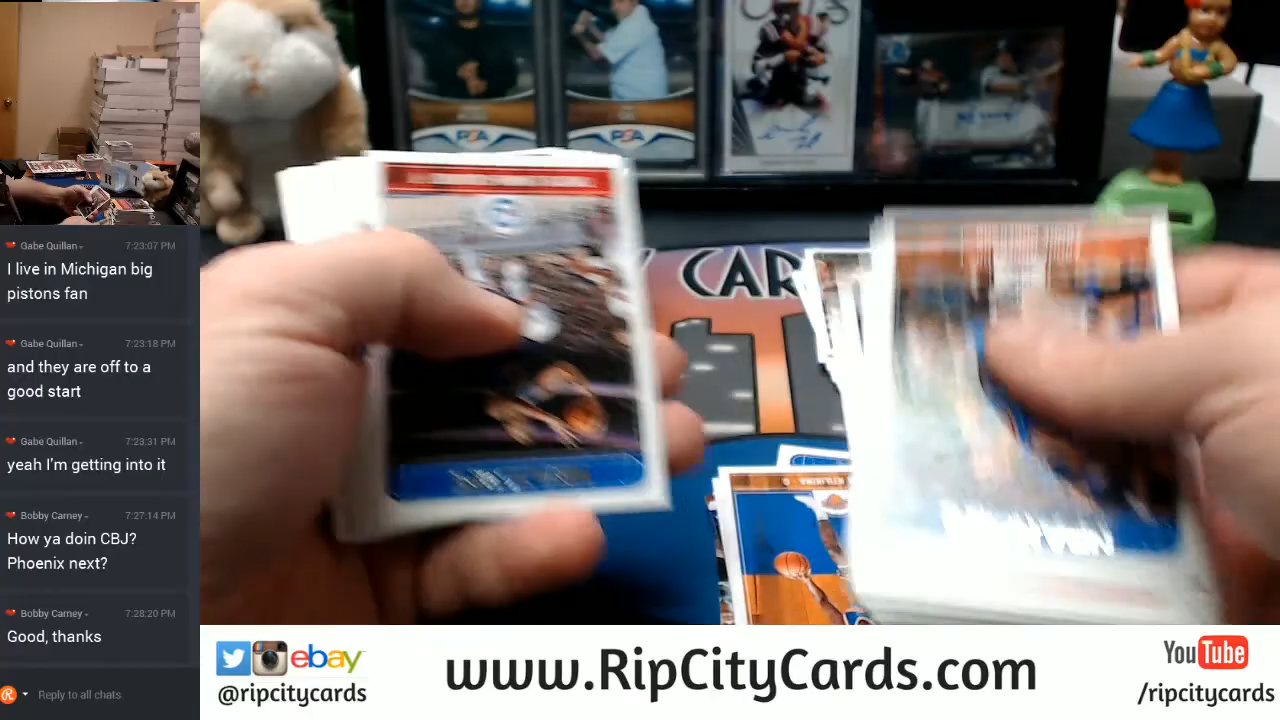 Gabe Quillan
7:23:07 PM
I live in Michigan big
pistons fan
Gabe Quillan
7:23:18 PM
and they are off to a
good start
Gabe Quillan
7:23:31 PM
yeah I'm getting into it
Bobby Carney
7:27:14 PM
How ya doin CBJ?
Phoenix next?
Bobby Carney
7:28:20 PM
Good, thanks
Reply to all chats
PSA
PSA
CAR
ebay
@ripcitycards
www.RipCityCards.com
YouTube
/ripcitycards